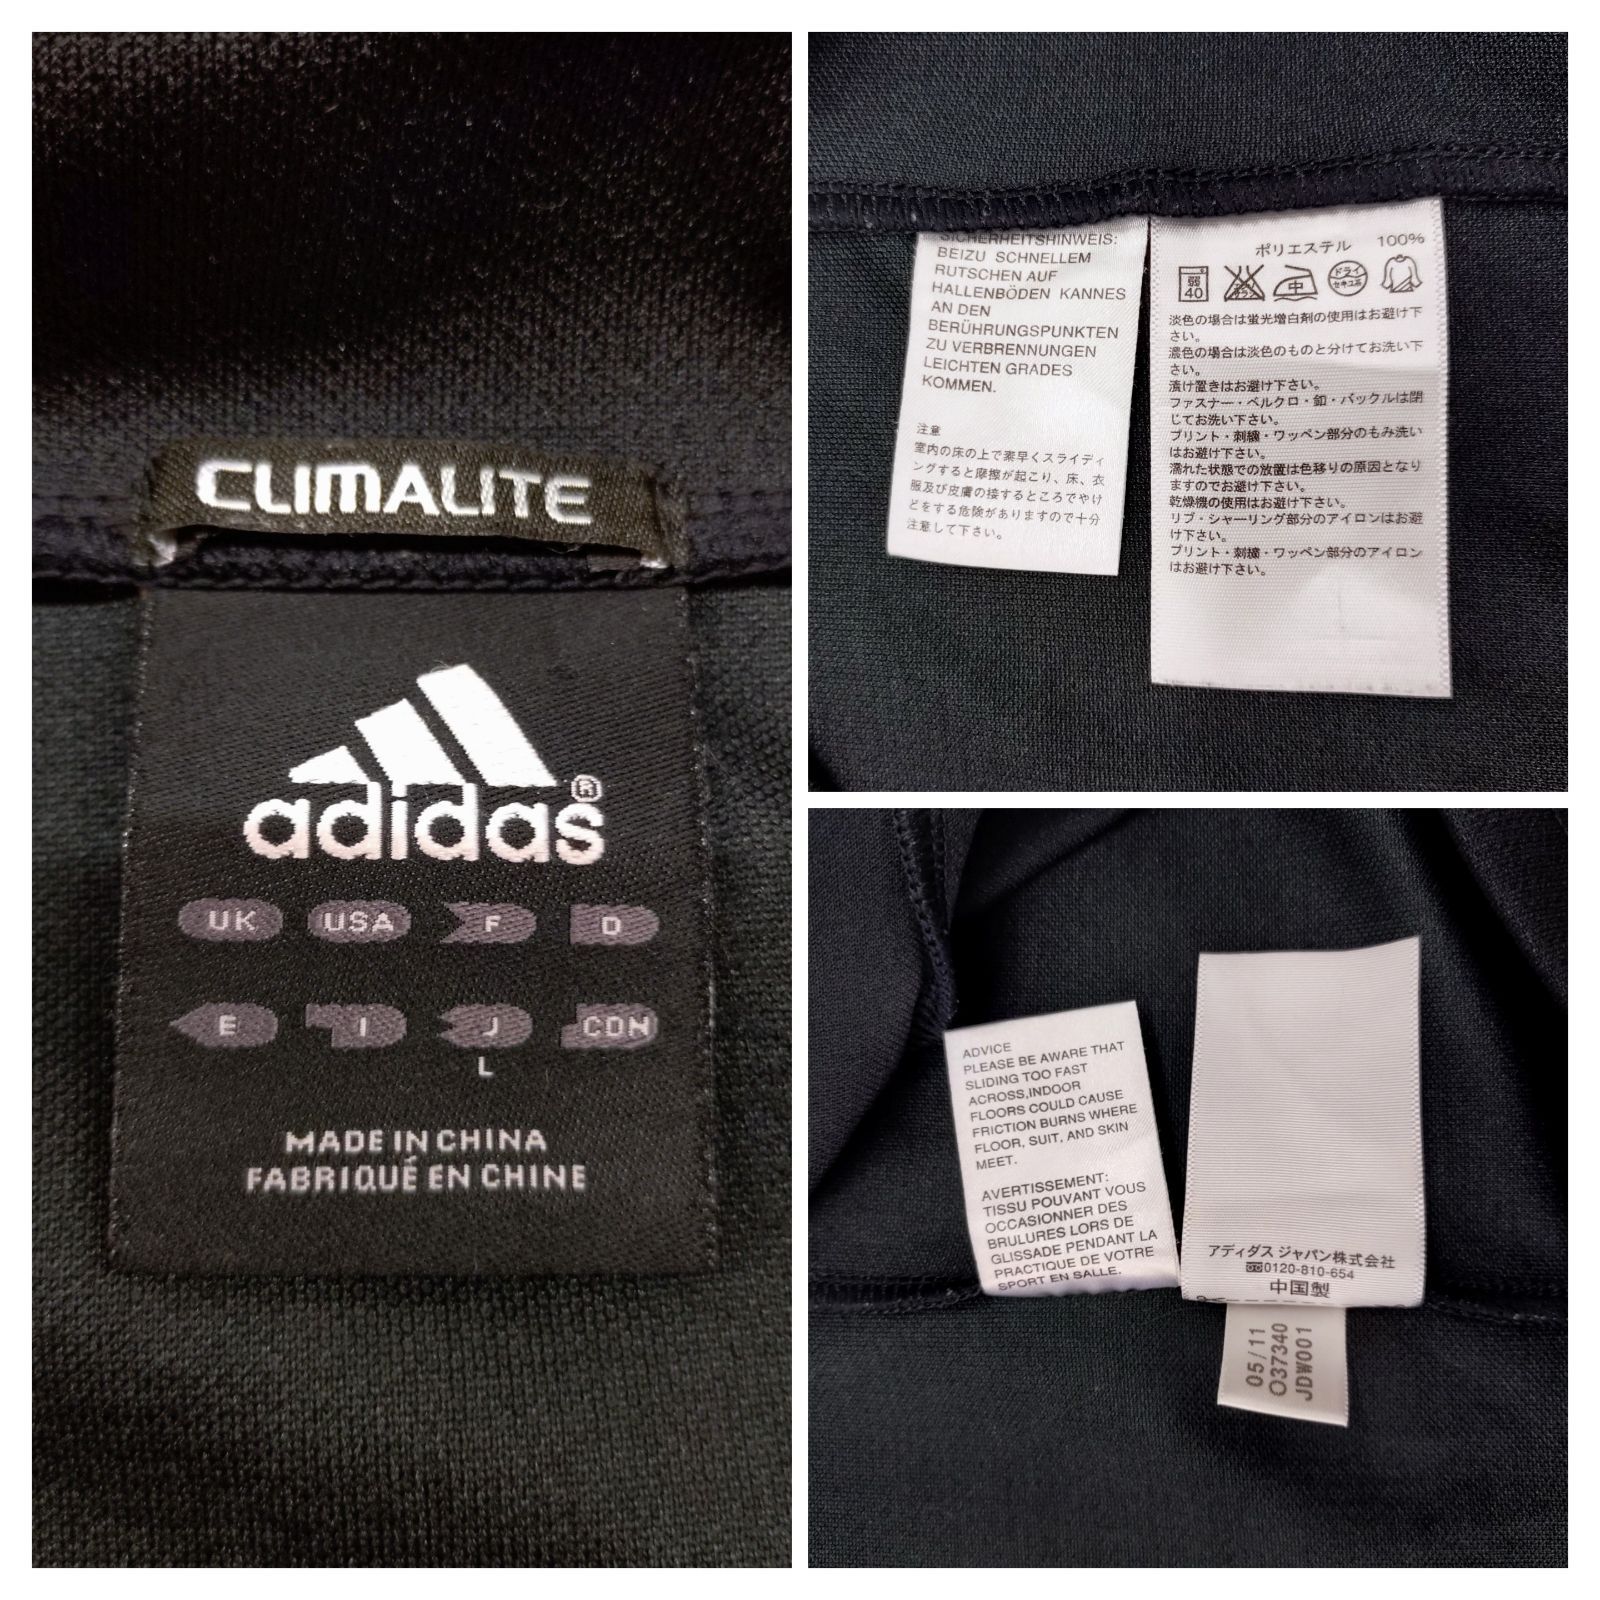 CLIMALITE
adidas®
UK USA F D
E I J CDN
L
MADE IN CHINA
FABRIQUÉ EN CHINE
SICHERHEITSHINWEIS:
BEIZU SCHNELLEM
RUTSCHEN AUF
HALLENBÖDEN KANNES
AN DEN
BERÜHRUNGSPUNKTEN
ZU VERBRENNUNGEN
LEICHTEN GRADES
KOMMEN.
注意
室内の床の上で素早くスライディ
ングすると摩擦が起こり、床、衣
服及び皮膚の接するところでやけ
どをする危険がありますので十分
注意して下さい。
ポリエステル 100%
弱
40
エンソ
サラシ
中
ドライ
セキユ系
淡色の場合は蛍光増白剤の使用はお避け下
さい。
濃色の場合は淡色のものと分けてお洗い下
さい。
漬け置きはお避け下さい。
ファスナー・ベルクロ・釦・バックルは閉
じてお洗い下さい。
プリント・刺繍・ワッペン部分のもみ洗い
はお避け下さい。
濡れた状態での放置は色移りの原因となり
ますのでお避け下さい。
乾燥機の使用はお避け下さい。
リブ・シャーリング部分のアイロンはお避
け下さい。
プリント・刺繍・ワッペン部分のアイロン
はお避け下さい。
ADVICE
PLEASE BE AWARE THAT
SLIDING TOO FAST
ACROSS,INDOOR
FLOORS COULD CAUSE
FRICTION BURNS WHERE
FLOOR, SUIT, AND SKIN
MEET.
AVERTISSEMENT:
TISSU POUVANT VOUS
OCCASIONNER DES
BRULURES LORS DE
GLISSADE PENDANT LA
PRACTIQUE DE VOTRE
SPORT EN SALLE.
アディダス ジャパン株式会社
0120-810-654
中国製
05/11
O37340
JDW001